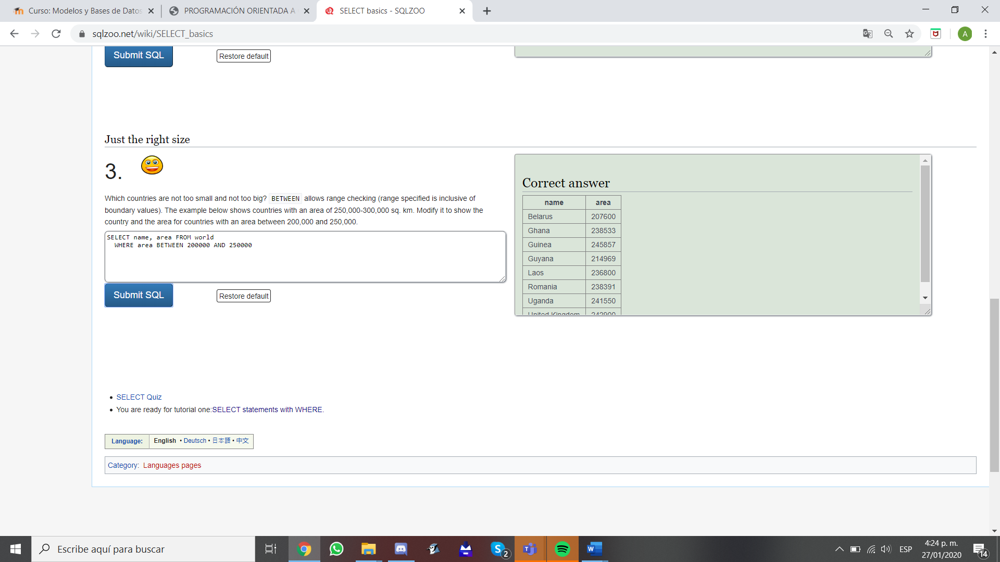 Curso: Modelos y Bases de Datos
PROGRAMACIÓN ORIENTADA A
SELECT basics - SQLZOO
sqlzoo.net/wiki/SELECT_basics
A
Submit SQL
Restore default
Just the right size
3.
Which countries are not too small and not too big? BETWEEN allows range checking (range specified is inclusive of
boundary values). The example below shows countries with an area of 250,000-300,000 sq. km. Modify it to show the
country and the area for countries with an area between 200,000 and 250,000.
SELECT name, area FROM world
WHERE area BETWEEN 200000 AND 250000
Submit SQL
Restore default
Correct answer
name area
Belarus 207600
Ghana 238533
Guinea 245857
Guyana 214969
Laos 236800
Romania 238391
Uganda 241550
United Kingdom 242900
SELECT Quiz
You are ready for tutorial one:SELECT statements with WHERE.
Language: English • Deutsch • 日本語 • 中文
Category: Languages pages
Escribe aquí para buscar
2
ESP
4:24 p. m.
27/01/2020
14